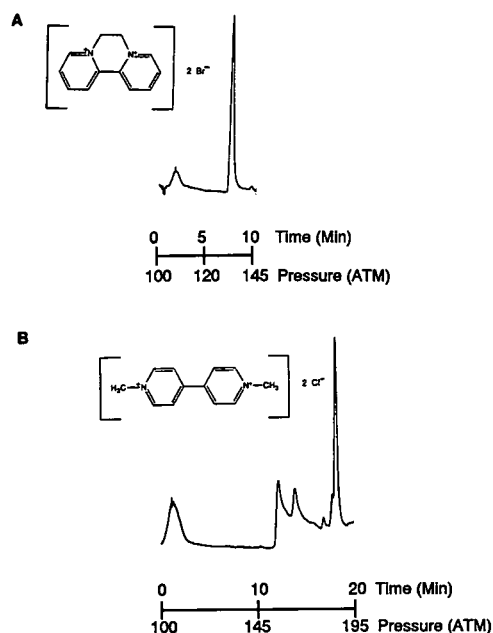 A
N⁺ N⁺
2 Br⁻
0 5 10 Time (Min)
100 120 145 Pressure (ATM)
B
H₃C—⁺N N⁺—CH₃
2 Cl⁻
0 10 20 Time (Min)
100 145 195 Pressure (ATM)